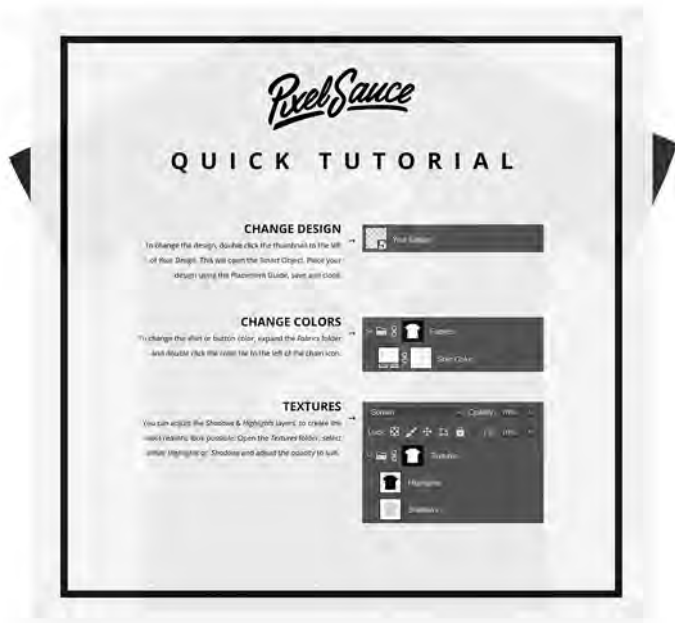 Pixel Sauce
QUICK TUTORIAL
CHANGE DESIGN
To change the design, double click the thumbnail to the left
of Your Design. This will open the Smart Object. Place your
design using the Placement Guide, save and close.
Your Design
CHANGE COLORS
To change the shirt or button color, expand the Fabrics folder
and double click the color tile to the left of the chain icon.
Fabrics
Shirt Color
TEXTURES
You can adjust the Shadows & Highlights layers, to create the
most realistic look possible. Open the Textures folder, select
either Highlights or Shadows and adjust the opacity to suit.
Screen
Opacity:
Lock:
Textures
Highlights
Shadows